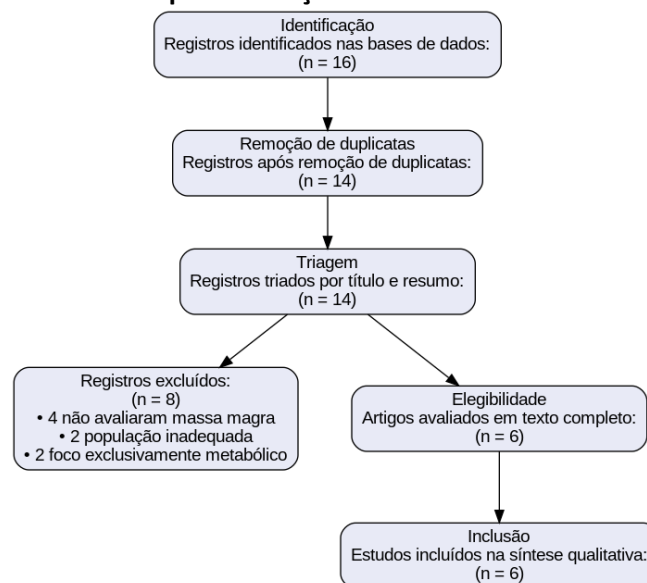 Identificação
Registros identificados nas bases de dados:
(n = 16)
Remoção de duplicatas
Registros após remoção de duplicatas:
(n = 14)
Triagem
Registros triados por título e resumo:
(n = 14)
Registros excluídos:
(n = 8)
• 4 não avaliaram massa magra
• 2 população inadequada
• 2 foco exclusivamente metabólico
Elegibilidade
Artigos avaliados em texto completo:
(n = 6)
Inclusão
Estudos incluídos na síntese qualitativa:
(n = 6)